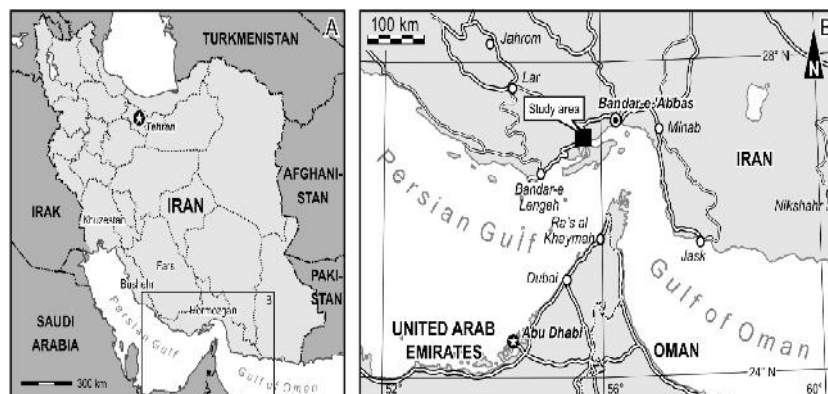 A
TURKMENISTAN
Tehran
AFGHANI-
STAN
IRAK
IRAN
Khuzestan
Fars
PAKI-
STAN
Bushehr
Hormozgan
B
SAUDI
ARABIA
Persian Gulf
Gulf of Oman
300 km
B
100 km
Jahrom
28° N
N
Lar
Bandar-e-'Abbas
Study area
Minab
IRAN
Bandar-e
Lengeh
Nikshahr
Persian Gulf
Ra's al
Khaymah
Jask
Dubai
Gulf of Oman
UNITED ARAB
EMIRATES
Abu Dhabi
OMAN
24° N
52°
56°
60°